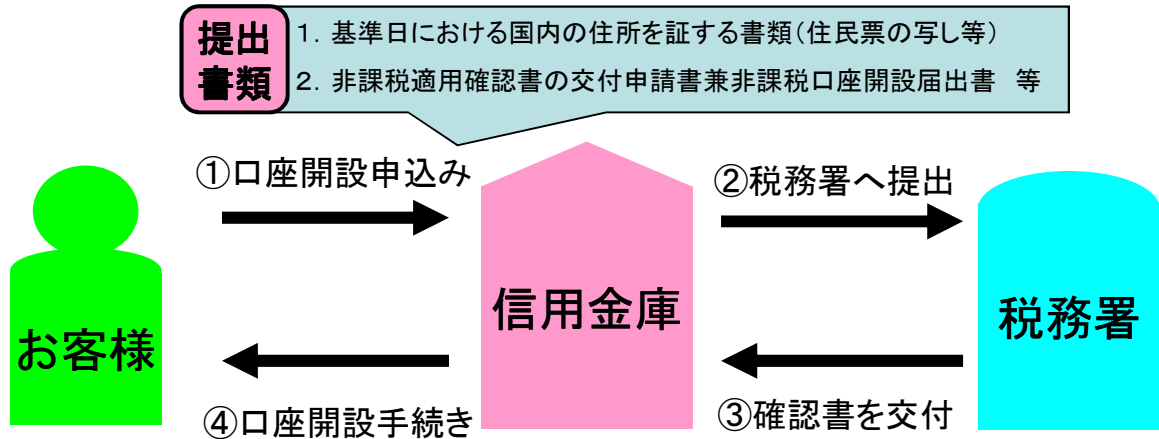 提出
書類
1．基準日における国内の住所を証する書類（住民票の写し等）
2．非課税適用確認書の交付申請書兼非課税口座開設届出書　等
①口座開設申込み
②税務署へ提出
お客様
信用金庫
税務署
④口座開設手続き
③確認書を交付